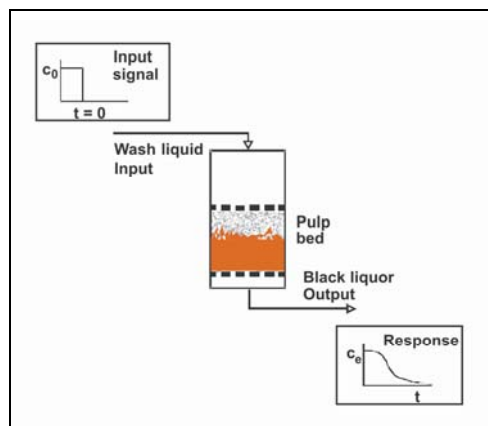 Input
signal
c₀
t = 0
Wash liquid
Input
Pulp
bed
Black liquor
Output
Response
cₑ
t